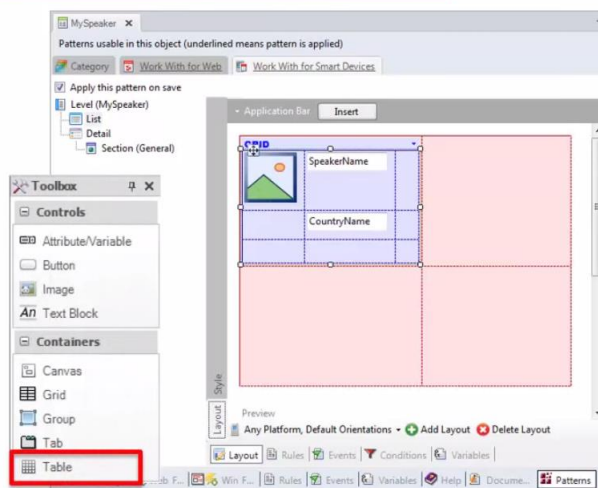 MySpeaker ×
Patterns usable in this object (underlined means pattern is applied)
Category Work With for Web Work With for Smart Devices
Apply this pattern on save
Level (MySpeaker)
List
Detail
Section (General)
Application Bar Insert
GRID
SpeakerName
CountryName
Toolbox
Controls
Attribute/Variable
Button
Image
An Text Block
Containers
Canvas
Grid
Group
Tab
Table
Style
Layout
Preview
Any Platform, Default Orientations Add Layout Delete Layout
Layout Rules Events Conditions Variables
Win F... Rules Events Variables Help Docume... Patterns